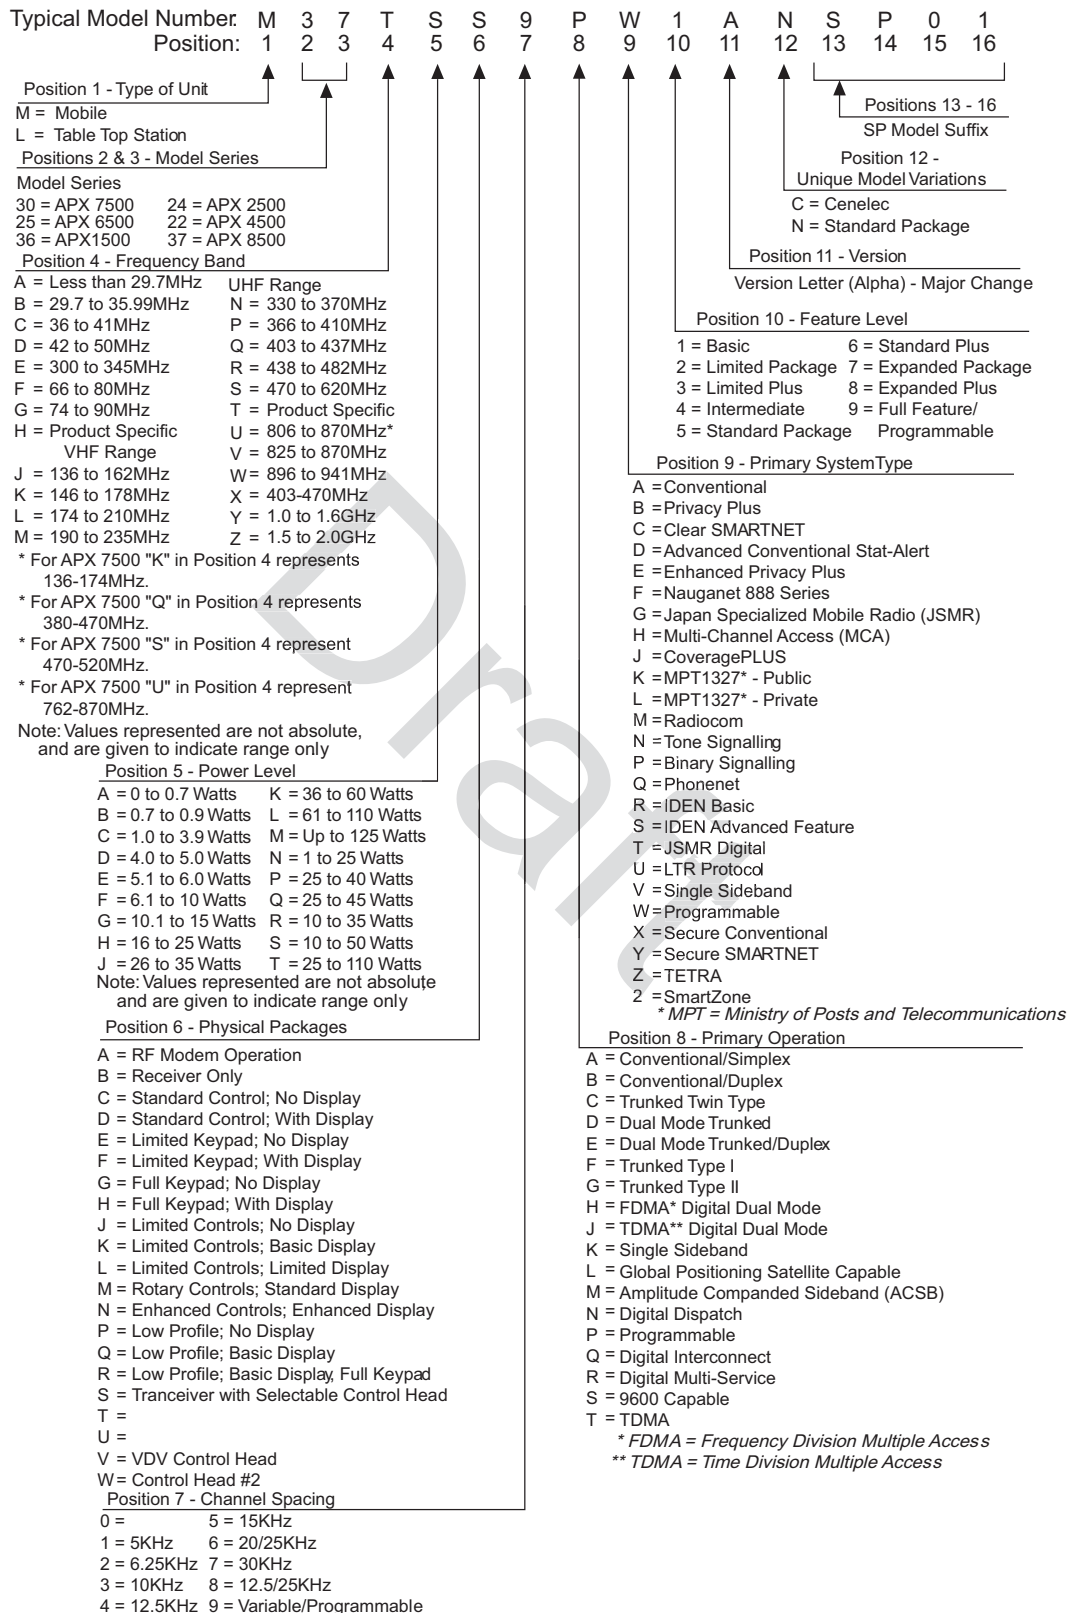 Typical Model Number: M 3 7 T S S 9 P W 1 A N S P 0 1
Position: 1 2 3 4 5 6 7 8 9 10 11 12 13 14 15 16
Position 1 - Type of Unit
M = Mobile
L = Table Top Station
Positions 2 & 3 - Model Series
Model Series
30 = APX 7500 24 = APX 2500
25 = APX 6500 22 = APX 4500
36 = APX1500 37 = APX 8500
Position 4 - Frequency Band
A = Less than 29.7MHz
B = 29.7 to 35.99MHz
C = 36 to 41MHz
D = 42 to 50MHz
E = 300 to 345MHz
F = 66 to 80MHz
G = 74 to 90MHz
H = Product Specific
VHF Range
J = 136 to 162MHz
K = 146 to 178MHz
L = 174 to 210MHz
M = 190 to 235MHz
UHF Range
N = 330 to 370MHz
P = 366 to 410MHz
Q = 403 to 437MHz
R = 438 to 482MHz
S = 470 to 620MHz
T = Product Specific
U = 806 to 870MHz*
V = 825 to 870MHz
W = 896 to 941MHz
X = 403-470MHz
Y = 1.0 to 1.6GHz
Z = 1.5 to 2.0GHz
* For APX 7500 "K" in Position 4 represents
136-174MHz.
* For APX 7500 "Q" in Position 4 represents
380-470MHz.
* For APX 7500 "S" in Position 4 represent
470-520MHz.
* For APX 7500 "U" in Position 4 represent
762-870MHz.
Note: Values represented are not absolute,
and are given to indicate range only
Position 5 - Power Level
A = 0 to 0.7 Watts K = 36 to 60 Watts
B = 0.7 to 0.9 Watts L = 61 to 110 Watts
C = 1.0 to 3.9 Watts M = Up to 125 Watts
D = 4.0 to 5.0 Watts N = 1 to 25 Watts
E = 5.1 to 6.0 Watts P = 25 to 40 Watts
F = 6.1 to 10 Watts Q = 25 to 45 Watts
G = 10.1 to 15 Watts R = 10 to 35 Watts
H = 16 to 25 Watts S = 10 to 50 Watts
J = 26 to 35 Watts T = 25 to 110 Watts
Note: Values represented are not absolute,
and are given to indicate range only
Position 6 - Physical Packages
A = RF Modem Operation
B = Receiver Only
C = Standard Control; No Display
D = Standard Control; With Display
E = Limited Keypad; No Display
F = Limited Keypad; With Display
G = Full Keypad; No Display
H = Full Keypad; With Display
J = Limited Controls; No Display
K = Limited Controls; Basic Display
L = Limited Controls; Limited Display
M = Rotary Controls; Standard Display
N = Enhanced Controls; Enhanced Display
P = Low Profile; No Display
Q = Low Profile; Basic Display
R = Low Profile; Basic Display, Full Keypad
S = Tranceiver with Selectable Control Head
T =
U =
V = VDV Control Head
W = Control Head #2
Position 7 - Channel Spacing
0 = 5 = 15KHz
1 = 5KHz 6 = 20/25KHz
2 = 6.25KHz 7 = 30KHz
3 = 10KHz 8 = 12.5/25KHz
4 = 12.5KHz 9 = Variable/Programmable
Positions 13 - 16
SP Model Suffix
Position 12 -
Unique Model Variations
C = Cenelec
N = Standard Package
Position 11 - Version
Version Letter (Alpha) - Major Change
Position 10 - Feature Level
1 = Basic 6 = Standard Plus
2 = Limited Package 7 = Expanded Package
3 = Limited Plus 8 = Expanded Plus
4 = Intermediate 9 = Full Feature/
5 = Standard Package Programmable
Position 9 - Primary System Type
A = Conventional
B = Privacy Plus
C = Clear SMARTNET
D = Advanced Conventional Stat-Alert
E = Enhanced Privacy Plus
F = Nauganet 888 Series
G = Japan Specialized Mobile Radio (JSMR)
H = Multi-Channel Access (MCA)
J = CoveragePLUS
K = MPT1327* - Public
L = MPT1327* - Private
M = Radiocom
N = Tone Signalling
P = Binary Signalling
Q = Phonenet
R = IDEN Basic
S = IDEN Advanced Feature
T = JSMR Digital
U = LTR Protocol
V = Single Sideband
W = Programmable
X = Secure Conventional
Y = Secure SMARTNET
Z = TETRA
2 = SmartZone
* MPT = Ministry of Posts and Telecommunications
Position 8 - Primary Operation
A = Conventional/Simplex
B = Conventional/Duplex
C = Trunked Twin Type
D = Dual Mode Trunked
E = Dual Mode Trunked/Duplex
F = Trunked Type I
G = Trunked Type II
H = FDMA* Digital Dual Mode
J = TDMA** Digital Dual Mode
K = Single Sideband
L = Global Positioning Satellite Capable
M = Amplitude Companded Sideband (ACSB)
N = Digital Dispatch
P = Programmable
Q = Digital Interconnect
R = Digital Multi-Service
S = 9600 Capable
T = TDMA
* FDMA = Frequency Division Multiple Access
** TDMA = Time Division Multiple Access
Draft